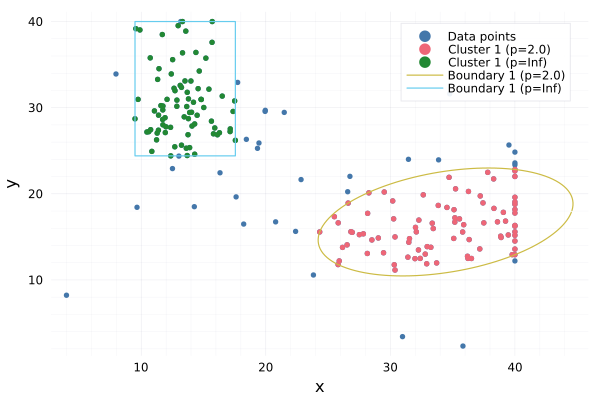 40
30
20
10
10
20
30
40
x
y
Data points
Cluster 1 (p=2.0)
Cluster 1 (p=Inf)
Boundary 1 (p=2.0)
Boundary 1 (p=Inf)